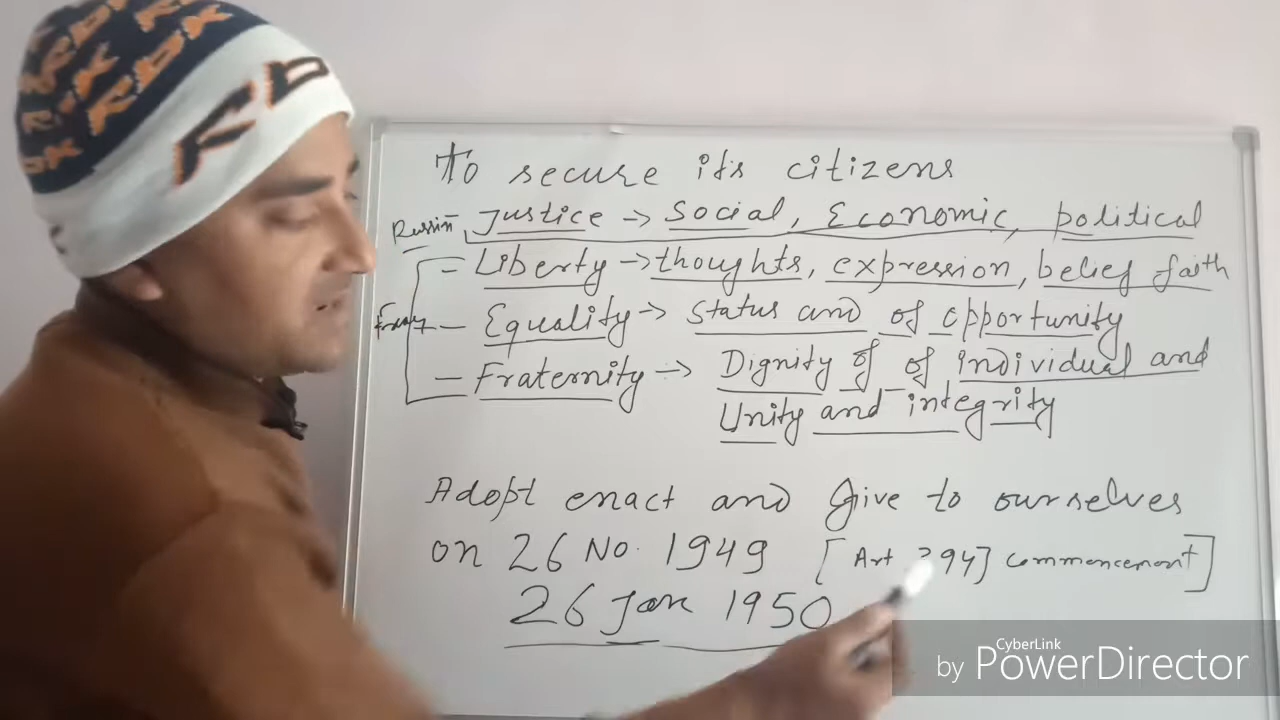 RDX
To secure its citizens
Russian Justice → Social, Economic, political
– Liberty → thoughts, expression, belief faith
– Equality → Status and of opportunity
– Fraternity → Dignity of of individual and
Unity and integrity
Adopt enact and Give to ourselves
on 26 No. 1949 [Art 394] commencement]
26 Jan 1950
CyberLink
by PowerDirector